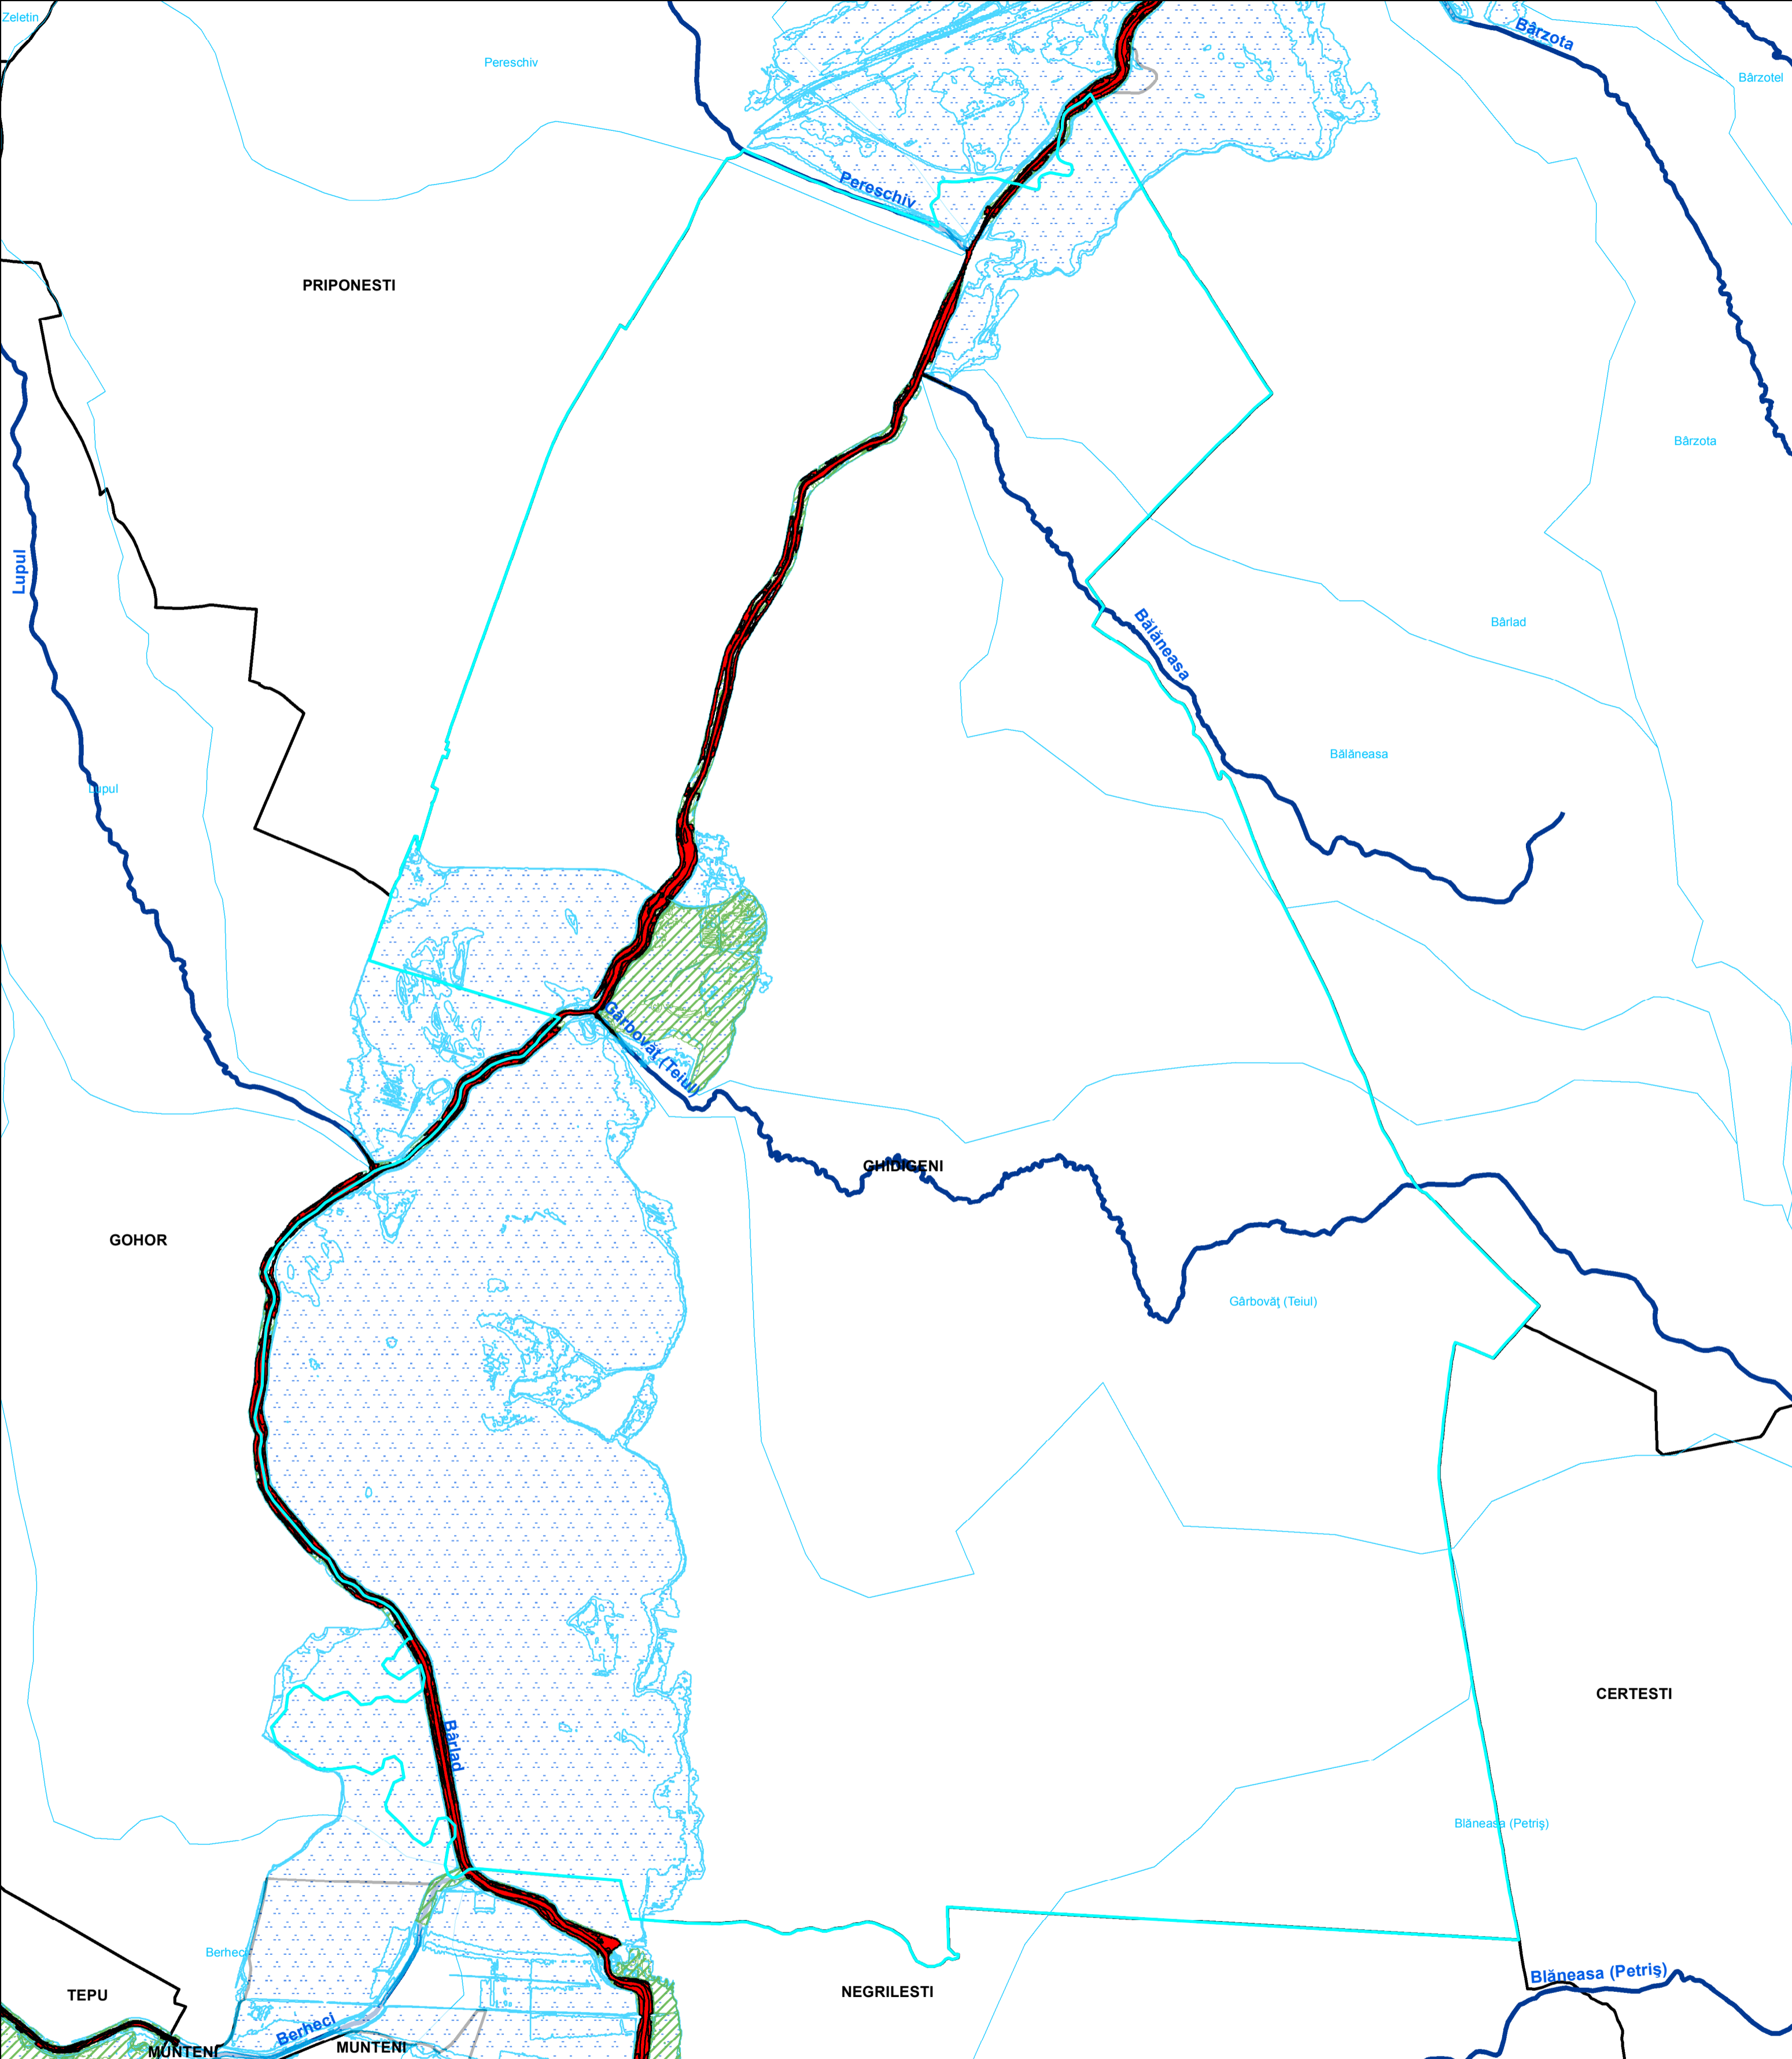 Zeletin
Bârzota
Pereschiv
Bârzotel
Pereschiv
PRIPONESTI
Bârzota
Lupul
Bârlad
Bălăneasa
Bălăneasa
Lupul
Gârbovăţ (Teiul)
GHIDIGENI
GOHOR
Gârbovăţ (Teiul)
CERTESTI
Bârlad
Blăneasa (Petriş)
Berheci
Blăneasa (Petriş)
TEPU
NEGRILESTI
Berheci
MUNTENI
MUNTENI